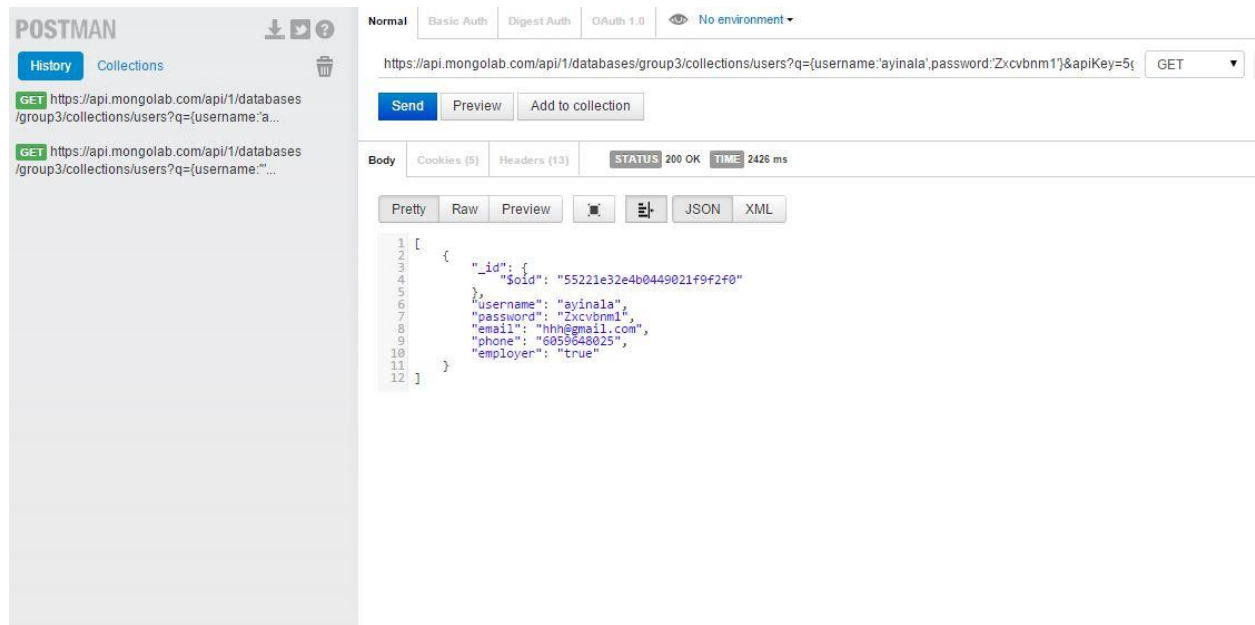 POSTMAN
History Collections
GET https://api.mongolab.com/api/1/databases
/group3/collections/users?q={username:'a...
GET https://api.mongolab.com/api/1/databases
/group3/collections/users?q={username:'"...
Normal Basic Auth Digest Auth OAuth 1.0 No environment
https://api.mongolab.com/api/1/databases/group3/collections/users?q={username:'ayinala',password:'Zxcvbnm1'}&apiKey=5g GET
Send Preview Add to collection
Body Cookies (5) Headers (13) STATUS 200 OK TIME 2426 ms
Pretty Raw Preview JSON XML
1 [
2 {
3 "_id": {
4 "$oid": "55221e32e4b0449021f9f2f0"
5 },
6 "username": "ayinala",
7 "password": "Zxcvbnm1",
8 "email": "hhh@gmail.com",
9 "phone": "6059648025",
10 "employer": "true"
11 }
12 ]